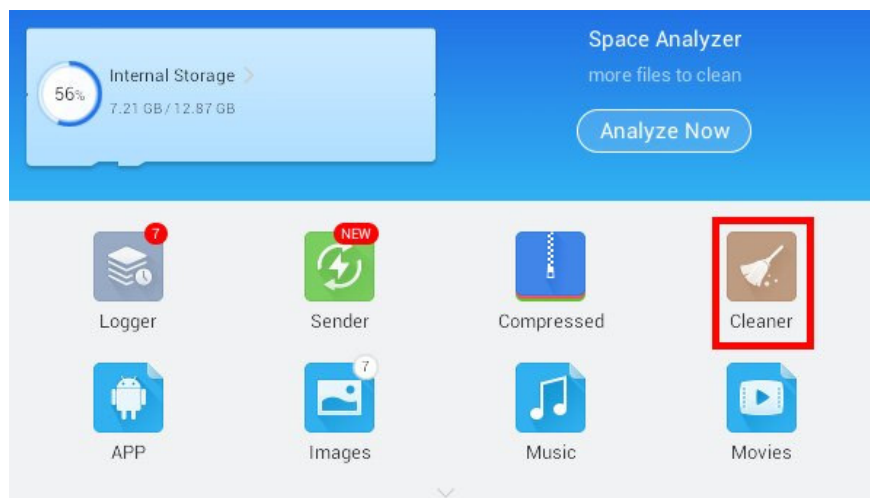 Space Analyzer
Internal Storage
more files to clean
56%
7.21 GB / 12.87 GB
Analyze Now
7
NEW
Logger
Sender
Compressed
Cleaner
7
APP
Images
Music
Movies